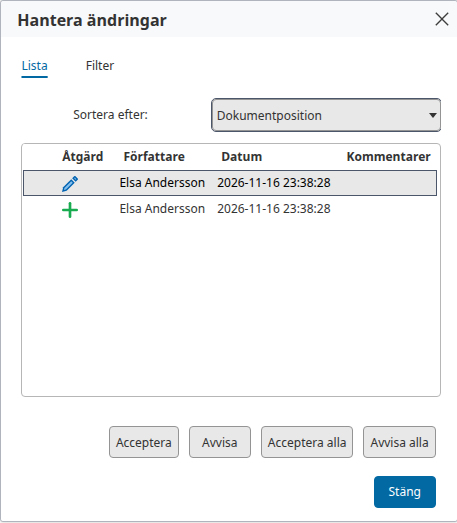 Hantera ändringar
Lista Filter
Sortera efter: Dokumentposition
Åtgärd Författare Datum Kommentarer
Elsa Andersson 2026-11-16 23:38:28
Elsa Andersson 2026-11-16 23:38:28
Acceptera Avvisa Acceptera alla Avvisa alla
Stäng